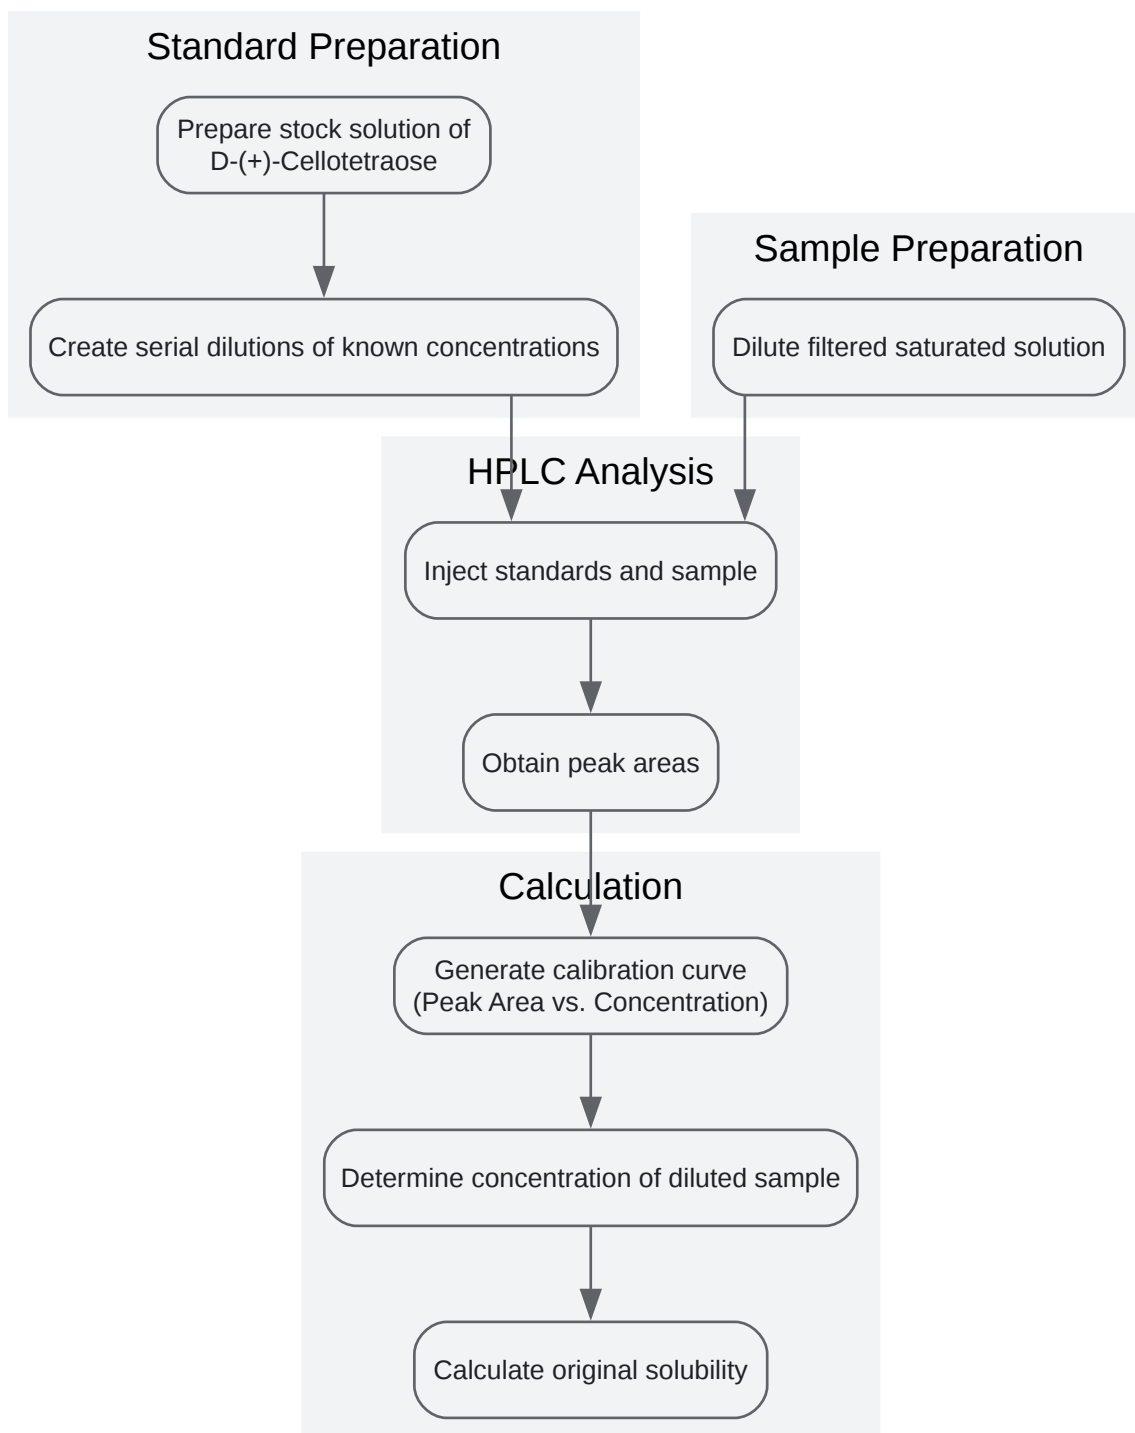 Standard Preparation
Prepare stock solution of
D-(+)-Cellotetraose
Create serial dilutions of known concentrations
Sample Preparation
Dilute filtered saturated solution
HPLC Analysis
Inject standards and sample
Obtain peak areas
Calculation
Generate calibration curve
(Peak Area vs. Concentration)
Determine concentration of diluted sample
Calculate original solubility